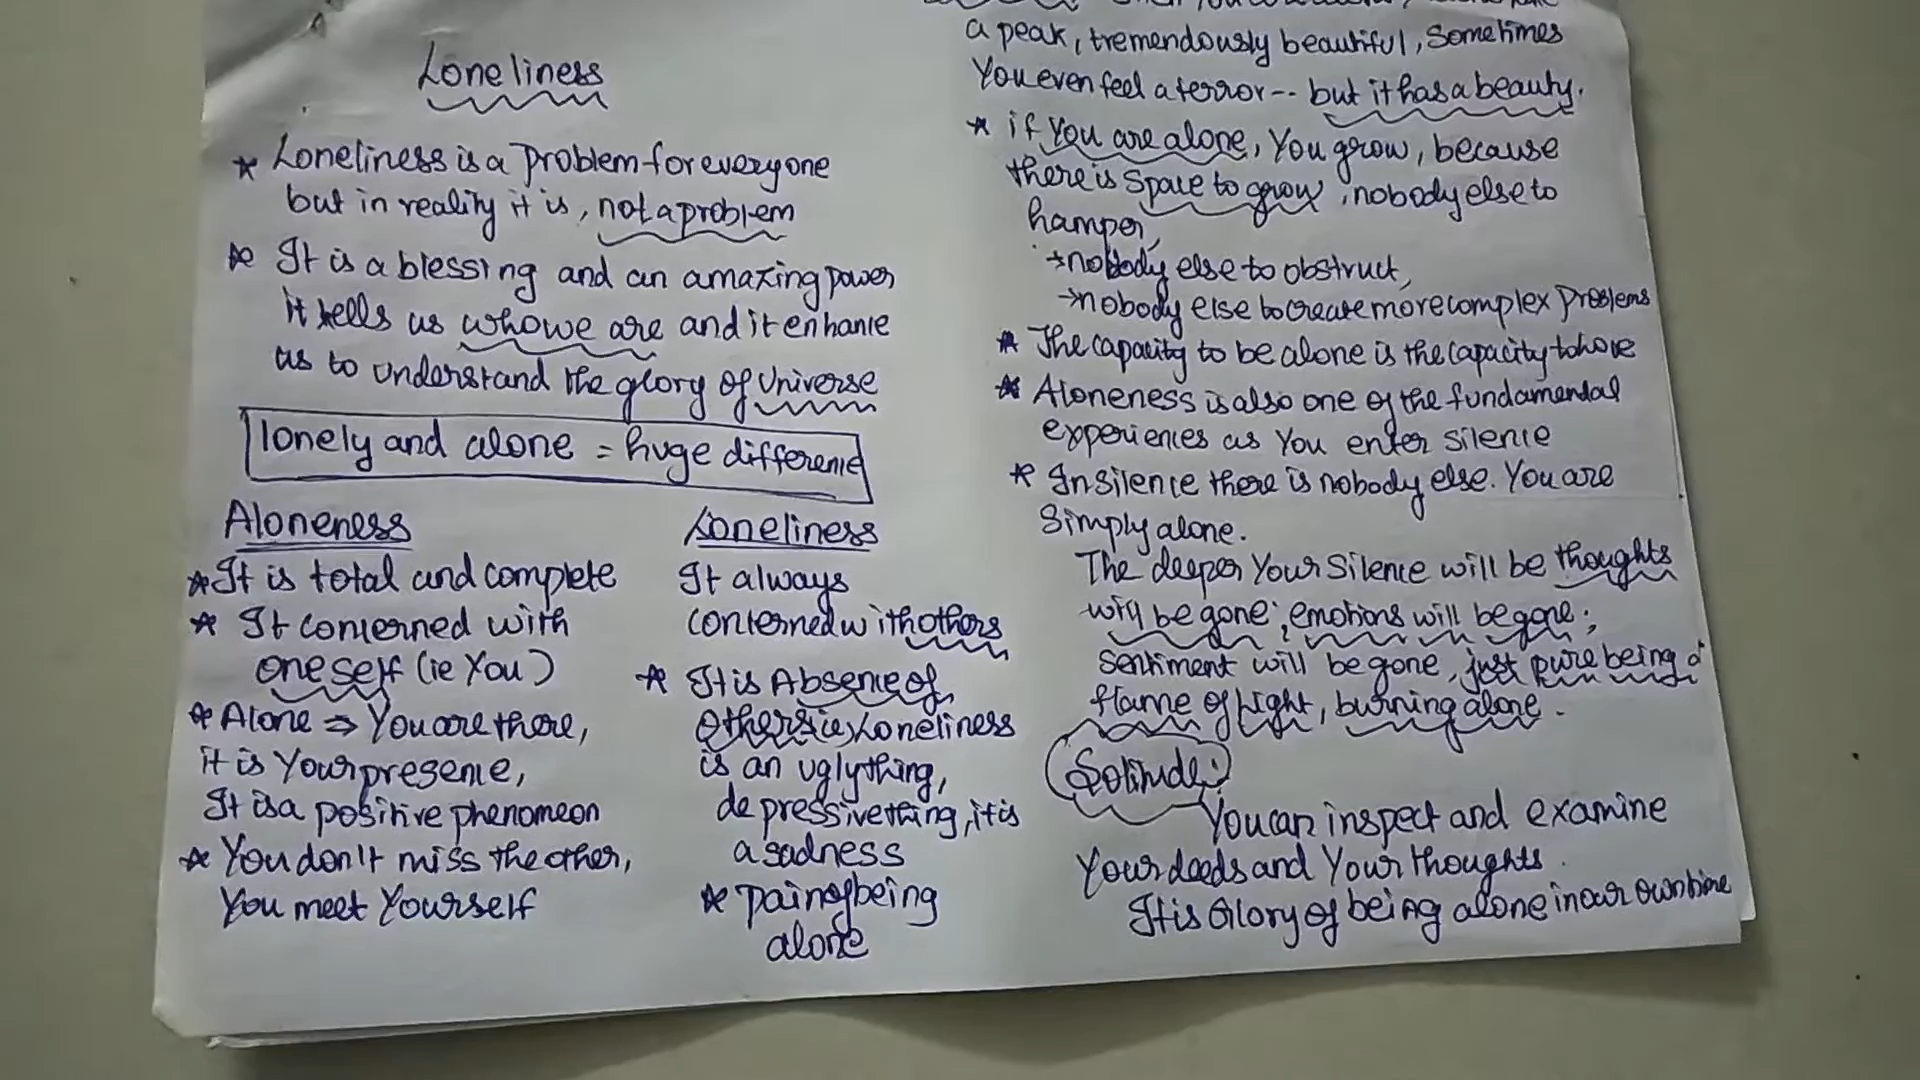 Loneliness
* Loneliness is a problem for everyone
but in reality it is, not a problem
* It is a blessing and an amazing power
it tells us who we are and it enhance
us to understand the glory of Universe
lonely and alone = huge difference
Aloneness
* It is total and complete
* It concerned with
oneself (ie You)
* Alone ⇒ You are there,
it is Your presence,
It is a positive phenomeon
* You don't miss the other,
You meet Yourself
Loneliness
It always
concerned with others
* It is Absence of
Others (ie) Loneliness
is an ugly thing,
depressive thing, it is
a sadness
* pain of being
alone
a peak, tremendously beautiful, Sometimes
You even feel a terror -- but it has a beauty.
* if You are alone, You grow, because
there is space to grow, nobody else to
hamper,
→ nobody else to obstruct,
→ nobody else to create more complex problems
* The capacity to be alone is the capacity to
* Aloneness is also one of the fundamendal
experiences as You enter silence
* In silence there is nobody else. You are
Simply alone.
The deeper Your Silence will be thoughts
will be gone; emotions will be gone;
sentiment will be gone, just pure being a
flame of Light, burning alone.
Solitude:
You can inspect and examine
Your deeds and Your thoughts.
It is Glory of being alone in our own time